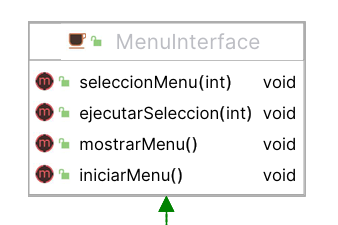 MenuInterface
seleccionMenu(int) void
ejecutarSeleccion(int) void
mostrarMenu() void
iniciarMenu() void